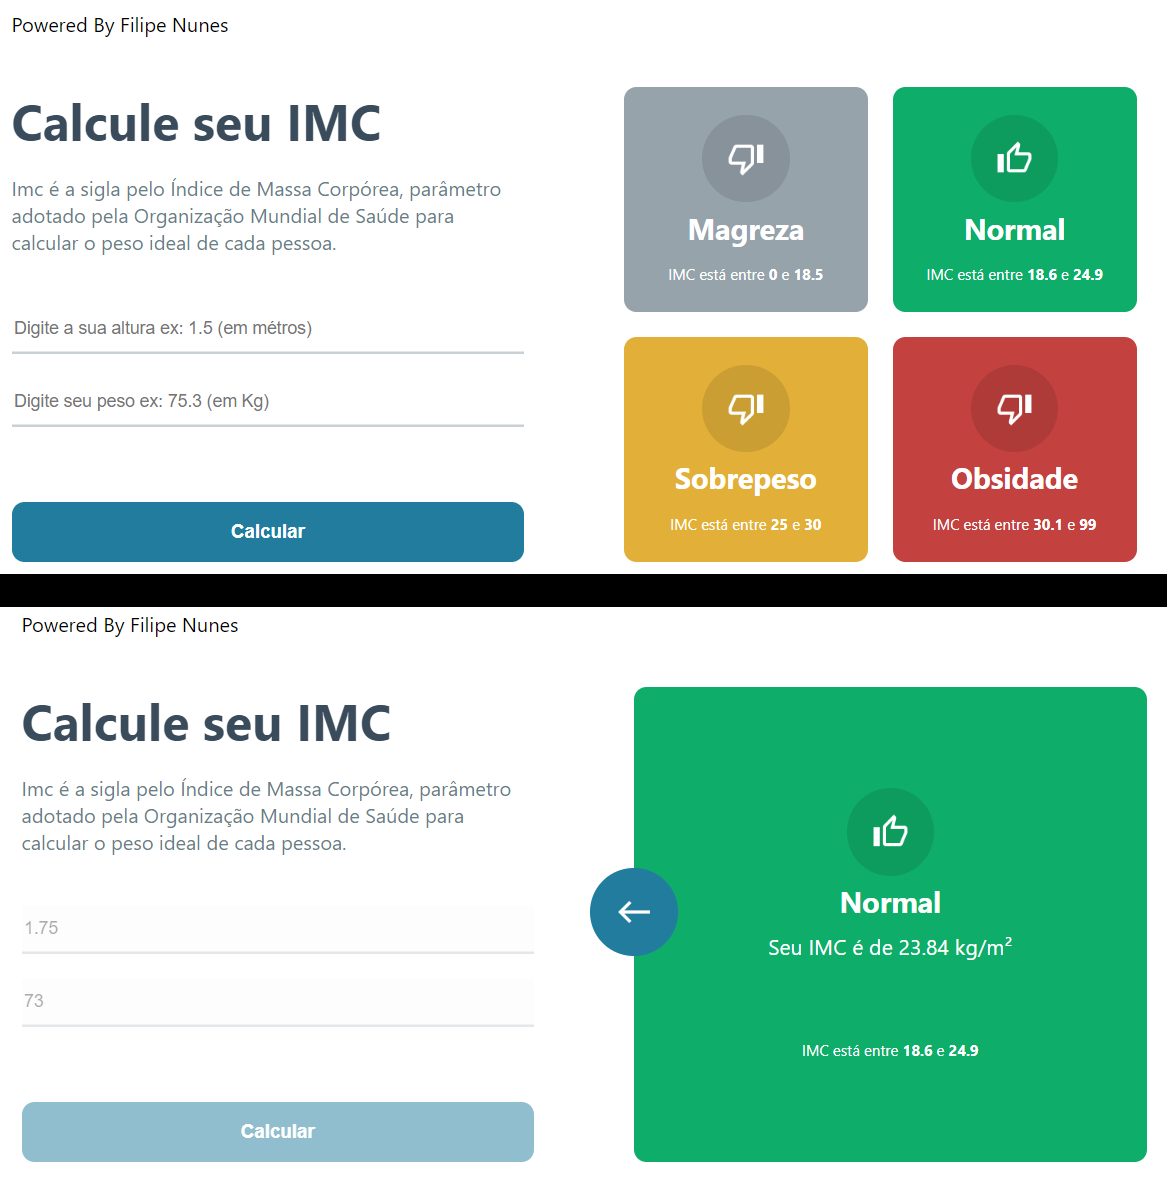 Powered By Filipe Nunes
Calcule seu IMC
Imc é a sigla pelo Índice de Massa Corpórea, parâmetro
adotado pela Organização Mundial de Saúde para
calcular o peso ideal de cada pessoa.
Digite a sua altura ex: 1.5 (em métros)
Digite seu peso ex: 75.3 (em Kg)
Calcular
Magreza
IMC está entre 0 e 18.5
Normal
IMC está entre 18.6 e 24.9
Sobrepeso
IMC está entre 25 e 30
Obsidade
IMC está entre 30.1 e 99
Powered By Filipe Nunes
Calcule seu IMC
Imc é a sigla pelo Índice de Massa Corpórea, parâmetro
adotado pela Organização Mundial de Saúde para
calcular o peso ideal de cada pessoa.
1.75
73
Calcular
Normal
Seu IMC é de 23.84 kg/m²
IMC está entre 18.6 e 24.9